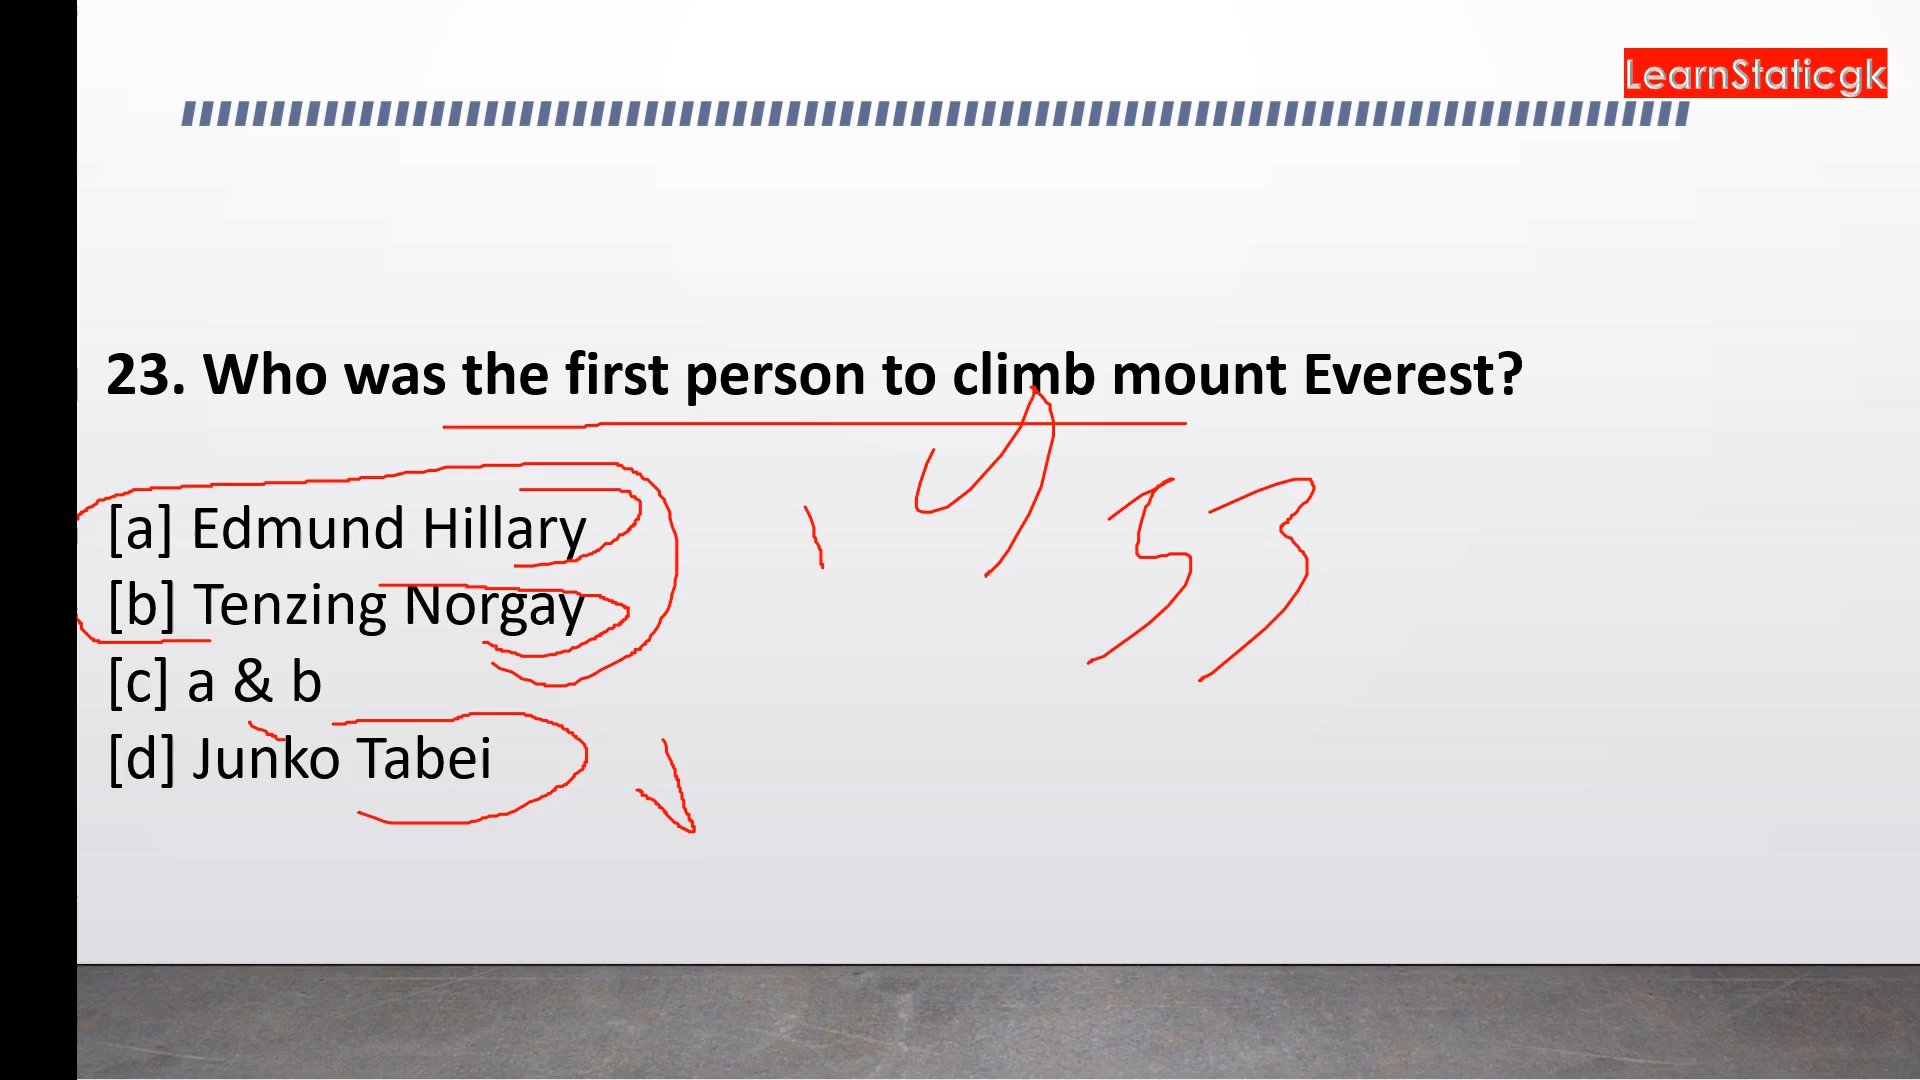 LearnStaticgk
23. Who was the first person to climb mount Everest?
1953
[a] Edmund Hillary
[b] Tenzing Norgay
[c] a & b
[d] Junko Tabei